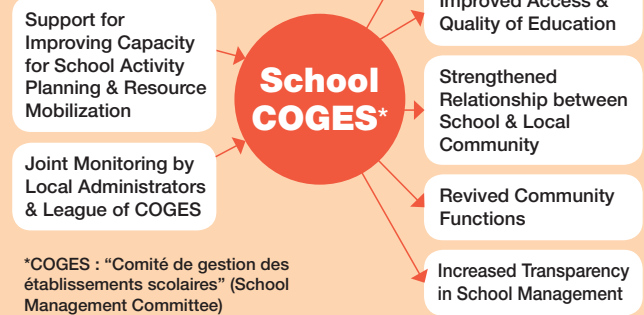 Support for
Improving Capacity
for School Activity
Planning & Resource
Mobilization
Joint Monitoring by
Local Administrators
& League of COGES
School
COGES*
Improved Access &
Quality of Education
Strengthened
Relationship between
School & Local
Community
Revived Community
Functions
Increased Transparency
in School Management
*COGES : “Comité de gestion des
établissements scolaires” (School
Management Committee)